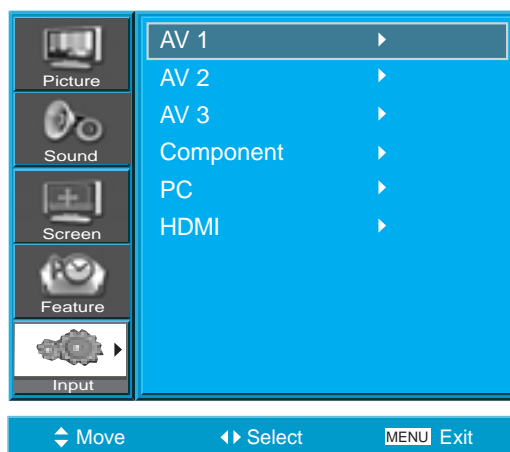 Picture
Sound
Screen
Feature
Input
AV 1
AV 2
AV 3
Component
PC
HDMI
Move Select MENU Exit